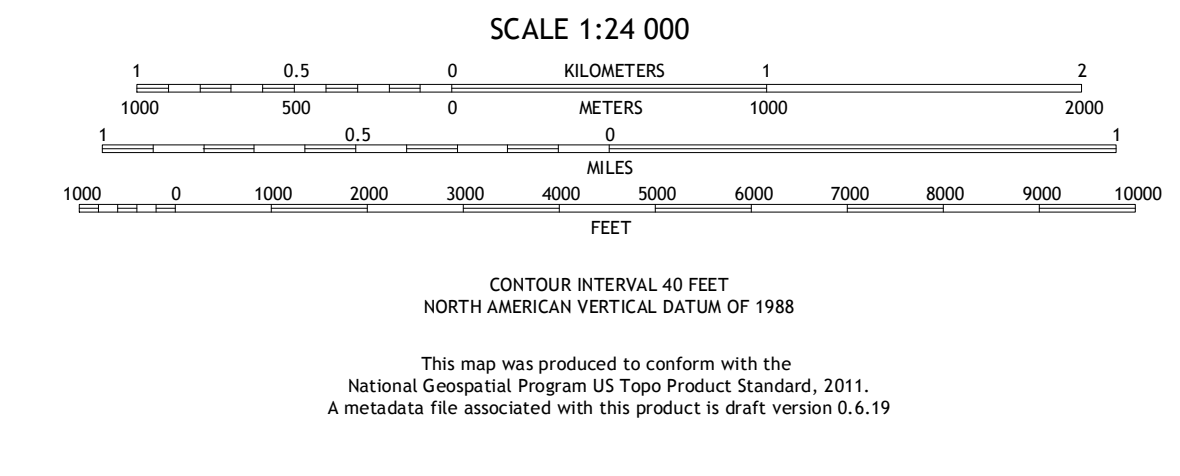 SCALE 1:24 000
1 0.5 0 KILOMETERS 1 2
1000 500 0 METERS 1000 2000
1 0.5 0 1
MILES
1000 0 1000 2000 3000 4000 5000 6000 7000 8000 9000 10000
FEET
CONTOUR INTERVAL 40 FEET
NORTH AMERICAN VERTICAL DATUM OF 1988
This map was produced to conform with the
National Geospatial Program US Topo Product Standard, 2011.
A metadata file associated with this product is draft version 0.6.19